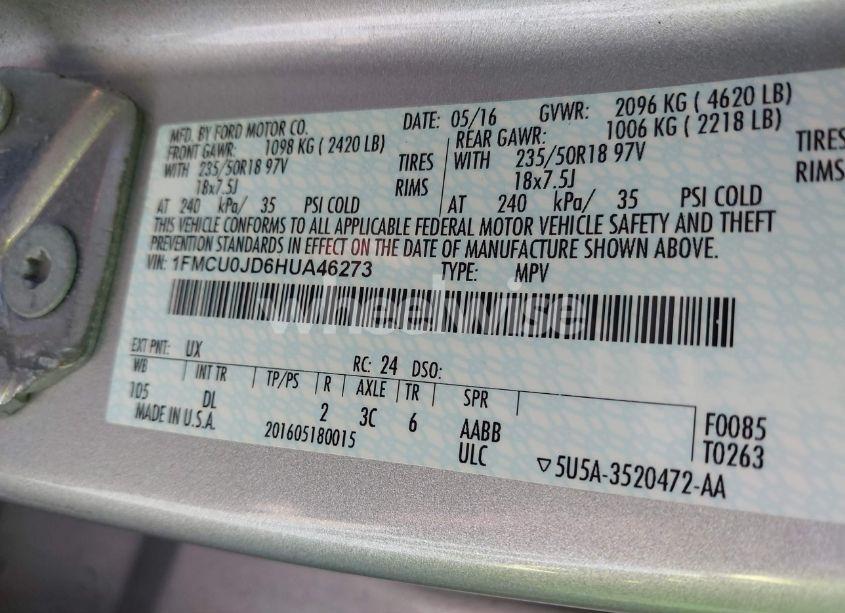 MFD. BY FORD MOTOR CO. DATE: 05/16 GVWR: 2096 KG ( 4620 LB)
FRONT GAWR: 1098 KG ( 2420 LB) REAR GAWR: 1006 KG ( 2218 LB)
WITH 235/50R18 97V TIRES WITH 235/50R18 97V TIRES
18x7.5J RIMS 18x7.5J RIMS
AT 240 kPa/ 35 PSI COLD AT 240 kPa/ 35 PSI COLD
THIS VEHICLE CONFORMS TO ALL APPLICABLE FEDERAL MOTOR VEHICLE SAFETY AND THEFT
PREVENTION STANDARDS IN EFFECT ON THE DATE OF MANUFACTURE SHOWN ABOVE.
VIN: 1FMCU0JD6HUA46273 TYPE: MPV
wheelwise
EXT PNT: UX RC: 24 DSO:
WB INT TR TP/PS R AXLE TR SPR
105 DL 2 3C 6 AABB F0085
MADE IN U.S.A. 201605180015 ULC T0263
▽5U5A-3520472-AA